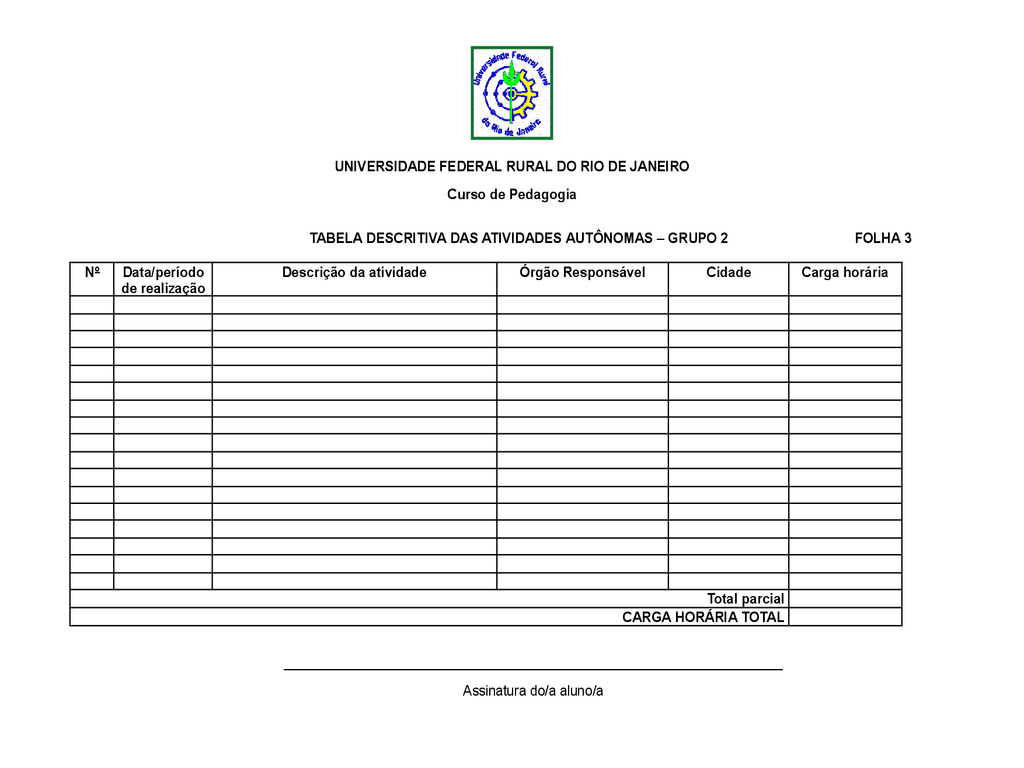 Universidade Federal Rural
do Rio de Janeiro
UNIVERSIDADE FEDERAL RURAL DO RIO DE JANEIRO
Curso de Pedagogia
TABELA DESCRITIVA DAS ATIVIDADES AUTÔNOMAS – GRUPO 2 FOLHA 3
Nº Data/período de realização Descrição da atividade Órgão Responsável Cidade Carga horária
Total parcial
CARGA HORÁRIA TOTAL
Assinatura do/a aluno/a